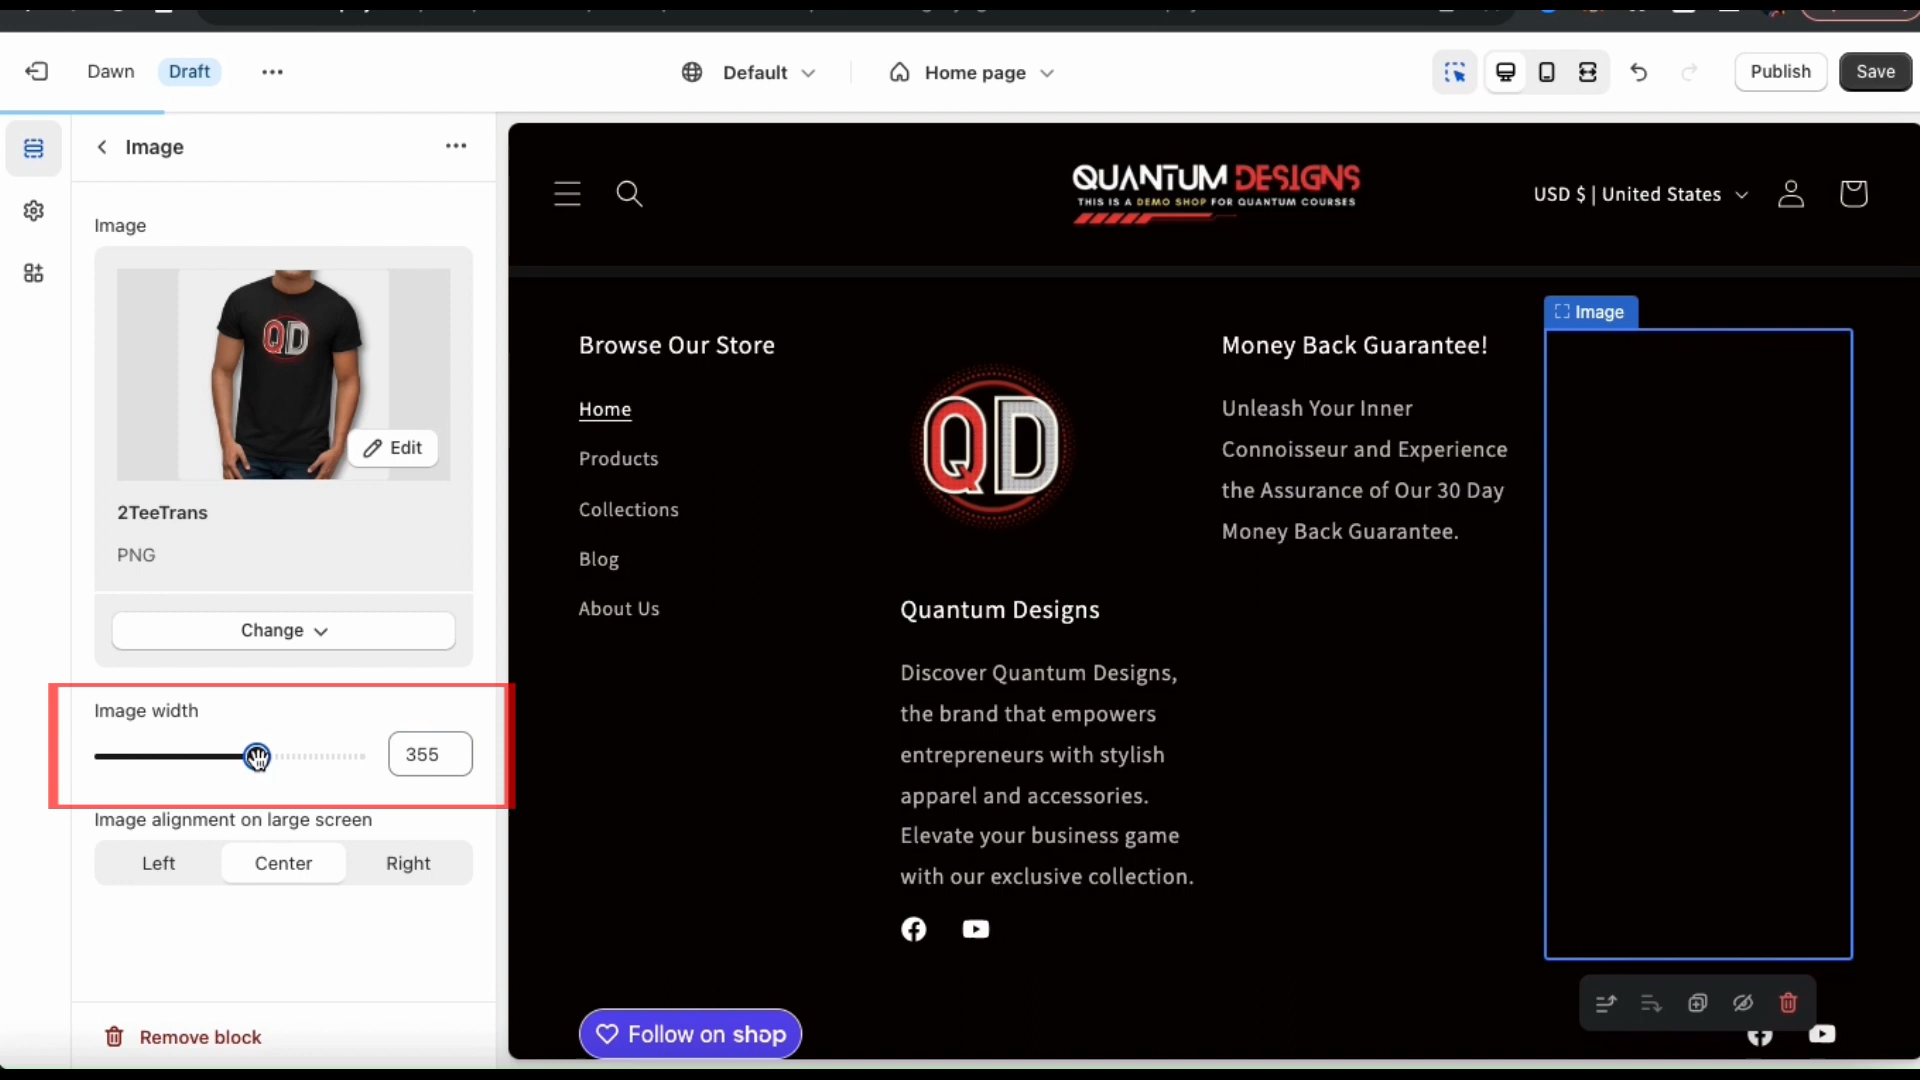 Dawn
Draft
Default
Home page
Publish
Save
Image
Image
QD
Edit
2TeeTrans
PNG
Change
Image width
355
Image alignment on large screen
Left
Center
Right
Remove block
QUANTUM DESIGNS
THIS IS A DEMO SHOP FOR QUANTUM COURSES
USD $ | United States
Browse Our Store
Home
Products
Collections
Blog
About Us
QD
Quantum Designs
Discover Quantum Designs,
the brand that empowers
entrepreneurs with stylish
apparel and accessories.
Elevate your business game
with our exclusive collection.
Money Back Guarantee!
Unleash Your Inner
Connoisseur and Experience
the Assurance of Our 30 Day
Money Back Guarantee.
Image
Follow on shop